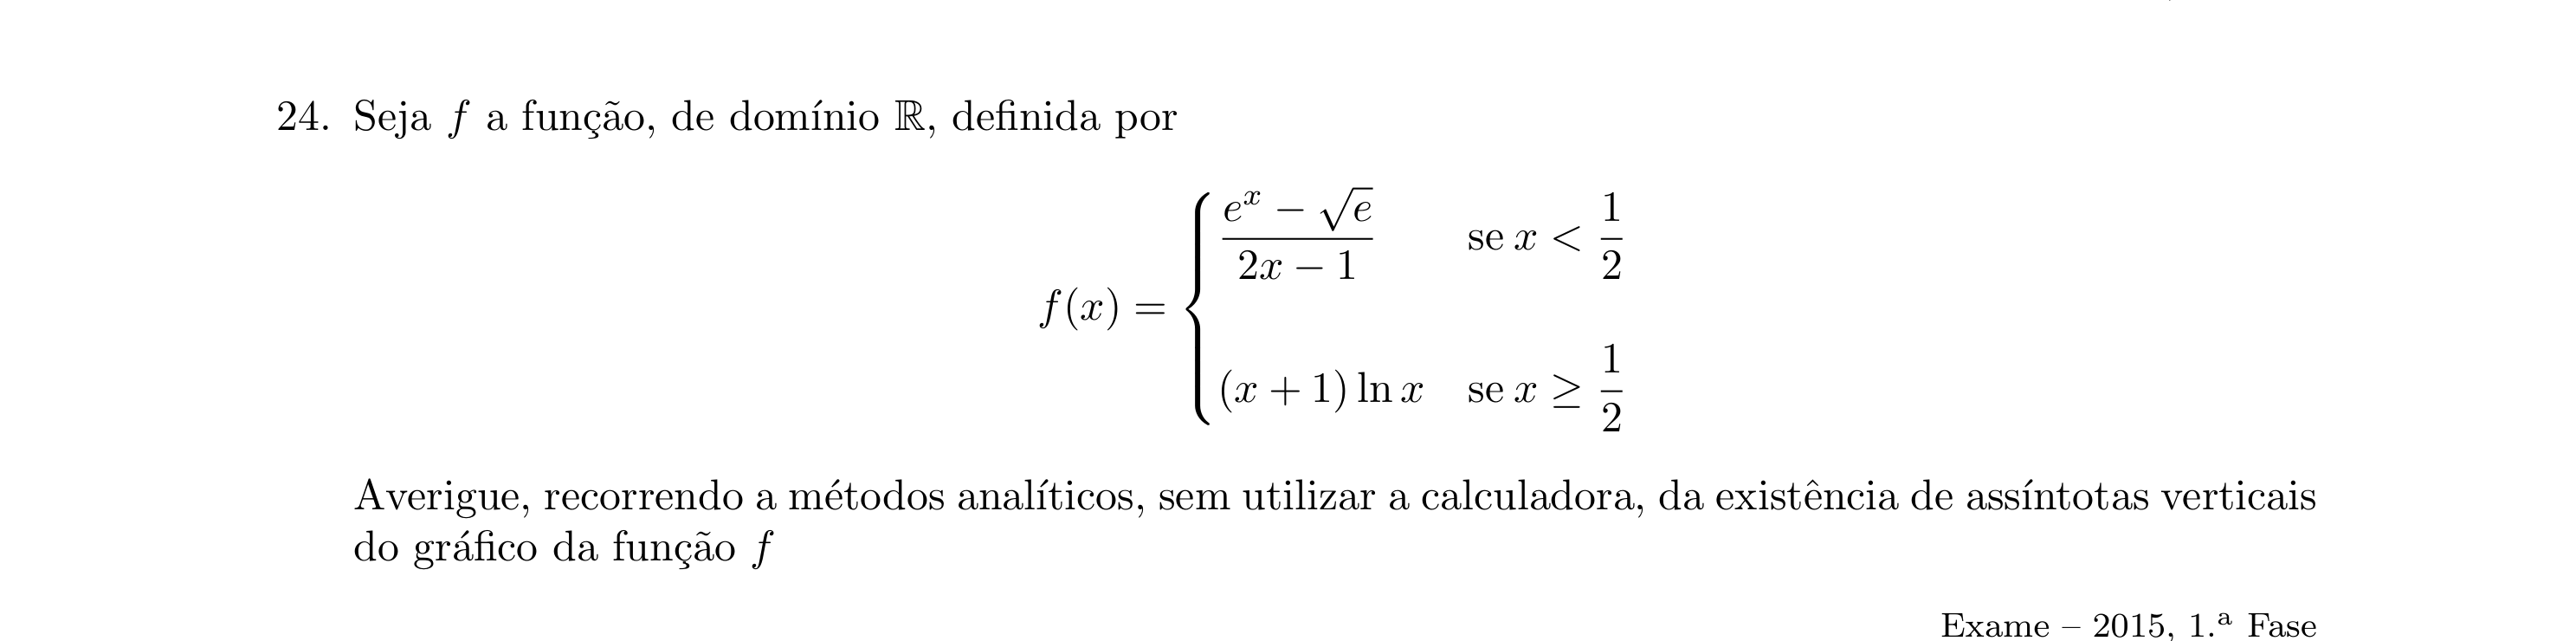 24. Seja f a função, de domínio ℝ, definida por
f(x) = { (e^x − √e)/(2x − 1) se x < 1/2
(x + 1) ln x se x ≥ 1/2
Averigue, recorrendo a métodos analíticos, sem utilizar a calculadora, da existência de assíntotas verticais
do gráfico da função f
Exame – 2015, 1.ª Fase